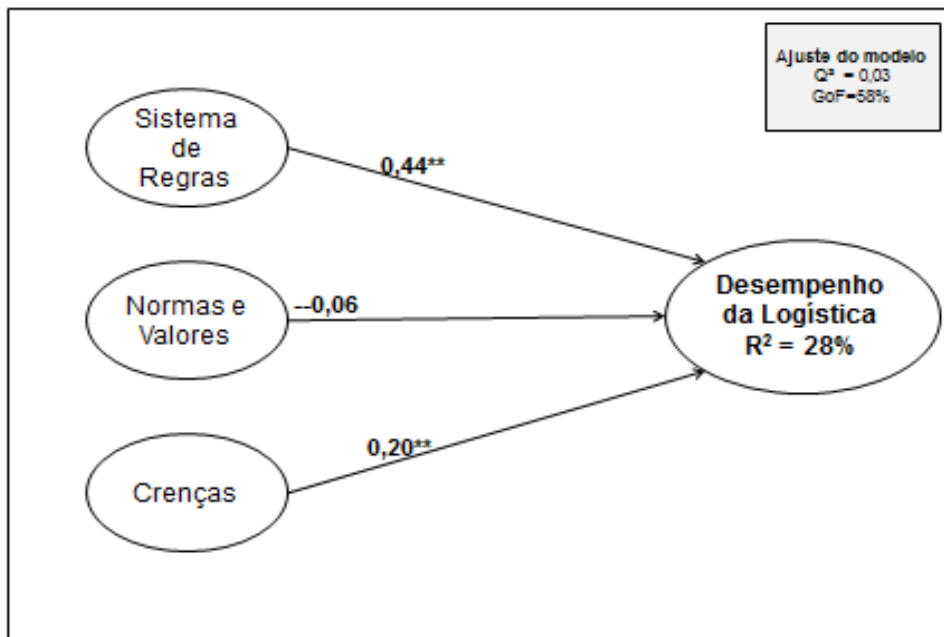 Ajuste do modelo
Q² = 0,03
GoF=58%
Sistema
de
Regras
0,44**
Normas e
Valores
--0,06
Desempenho
da Logística
R² = 28%
0,20**
Crenças